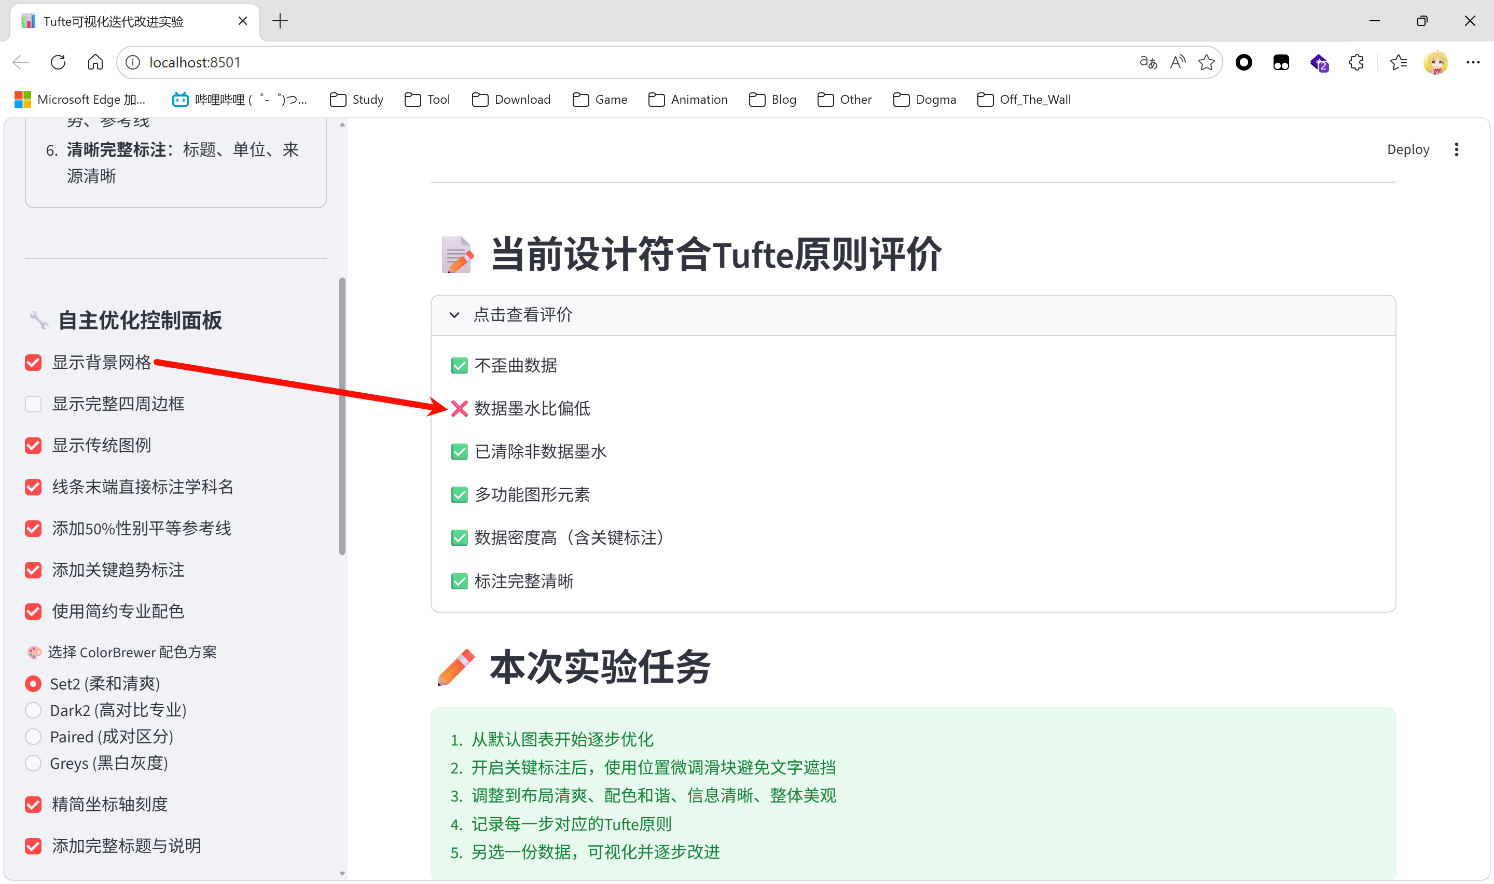 Tufte可视化迭代改进实验
localhost:8501
Microsoft Edge 加...
哔哩哔哩 ( ゜- ゜)つ...
Study
Tool
Download
Game
Animation
Blog
Other
Dogma
Off_The_Wall
势、参考线
6. 清晰完整标注：标题、单位、来
源清晰
自主优化控制面板
显示背景网格
显示完整四周边框
显示传统图例
线条末端直接标注学科名
添加50%性别平等参考线
添加关键趋势标注
使用简约专业配色
选择 ColorBrewer 配色方案
Set2 (柔和清爽)
Dark2 (高对比专业)
Paired (成对区分)
Greys (黑白灰度)
精简坐标轴刻度
添加完整标题与说明
Deploy
当前设计符合Tufte原则评价
点击查看评价
不歪曲数据
数据墨水比偏低
已清除非数据墨水
多功能图形元素
数据密度高（含关键标注）
标注完整清晰
本次实验任务
1. 从默认图表开始逐步优化
2. 开启关键标注后，使用位置微调滑块避免文字遮挡
3. 调整到布局清爽、配色和谐、信息清晰、整体美观
4. 记录每一步对应的Tufte原则
5. 另选一份数据，可视化并逐步改进